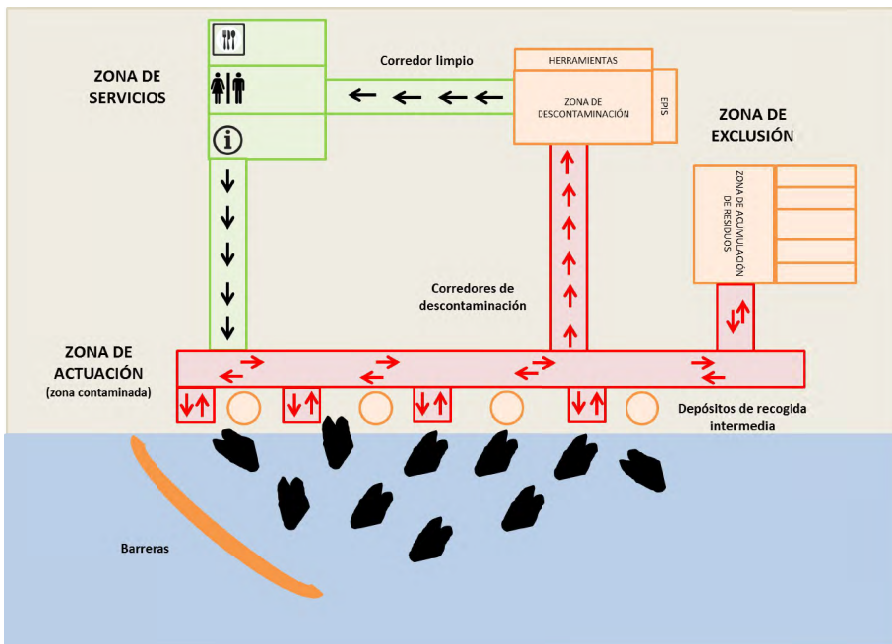 ZONA DE
SERVICIOS
Corredor limpio
HERRAMIENTAS
ZONA DE
DESCONTAMINACIÓN
EPIS
ZONA DE
EXCLUSIÓN
ZONA DE ACUMULACIÓN
DE RESIDUOS
Corredores de
descontaminación
ZONA DE
ACTUACIÓN
(zona contaminada)
Depósitos de recogida
intermedia
Barreras